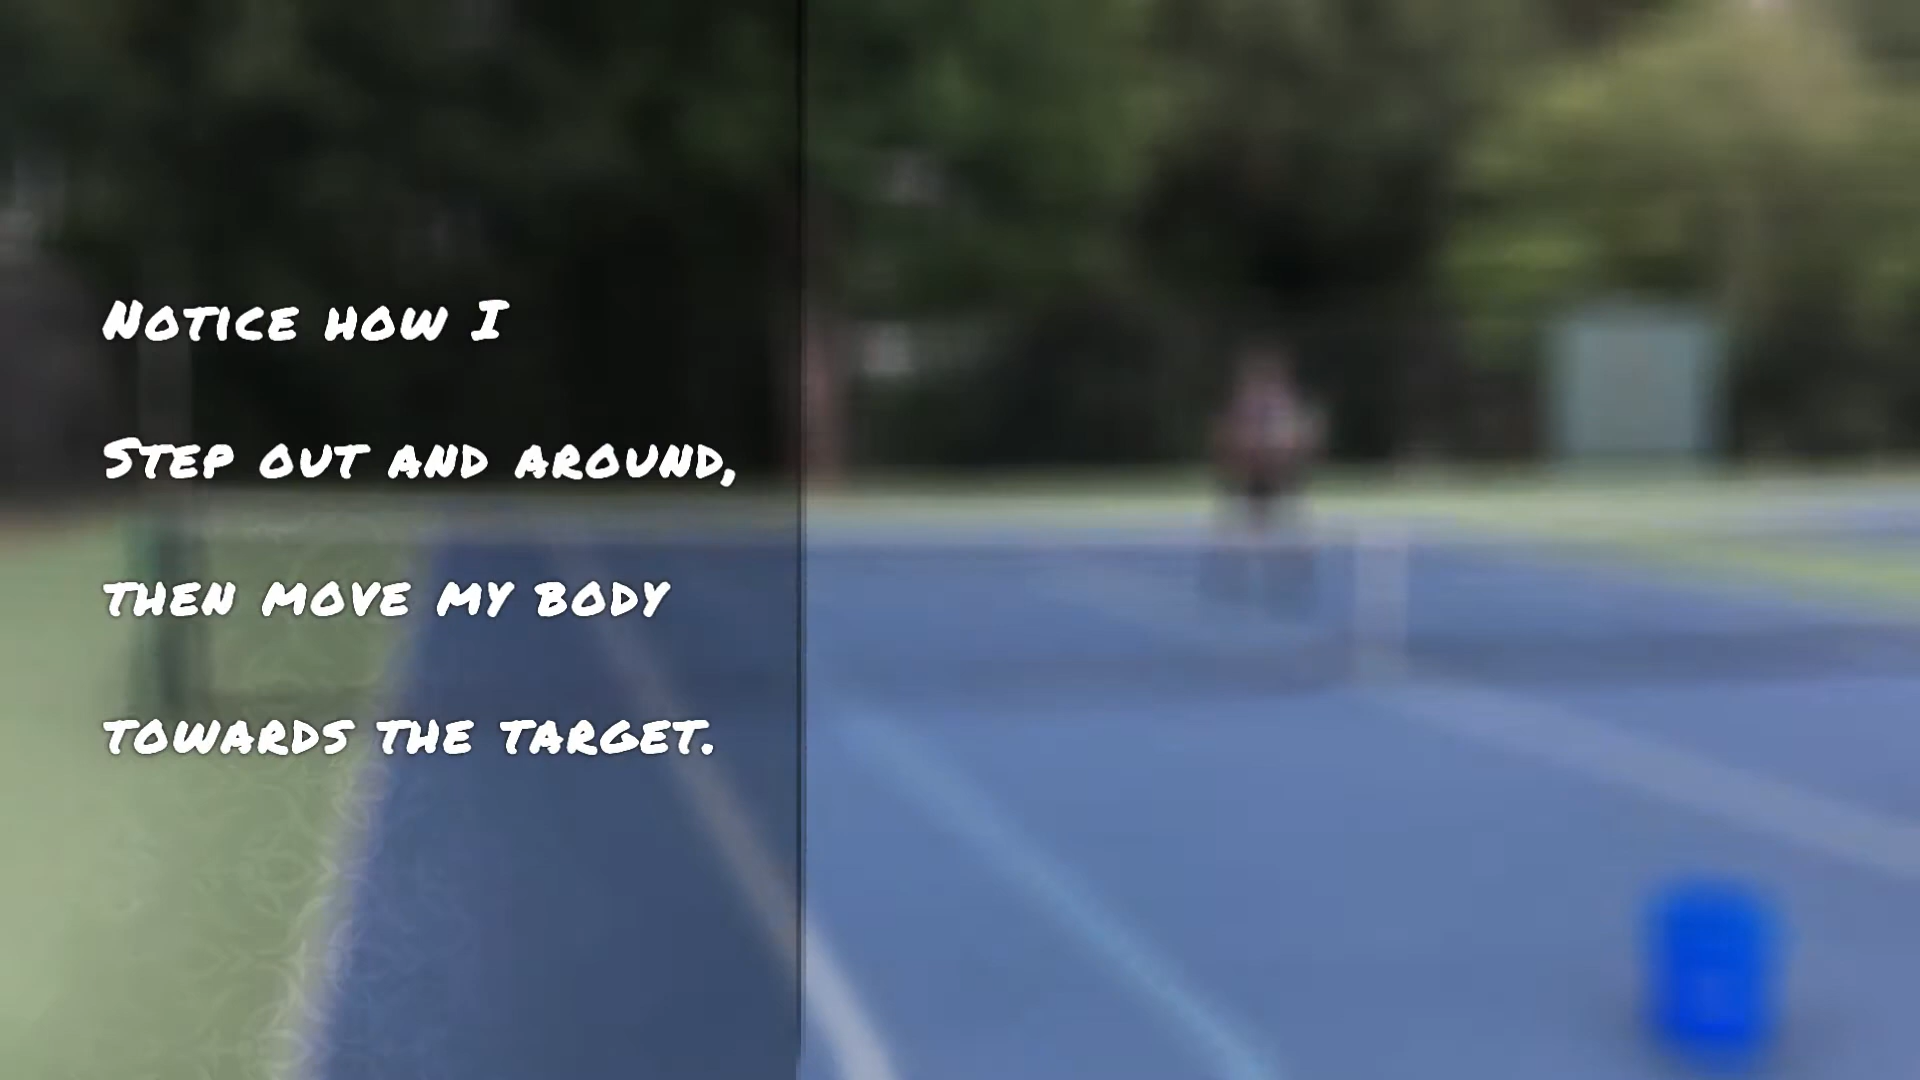 Notice how I
Step out and around,
then move my body
towards the target.